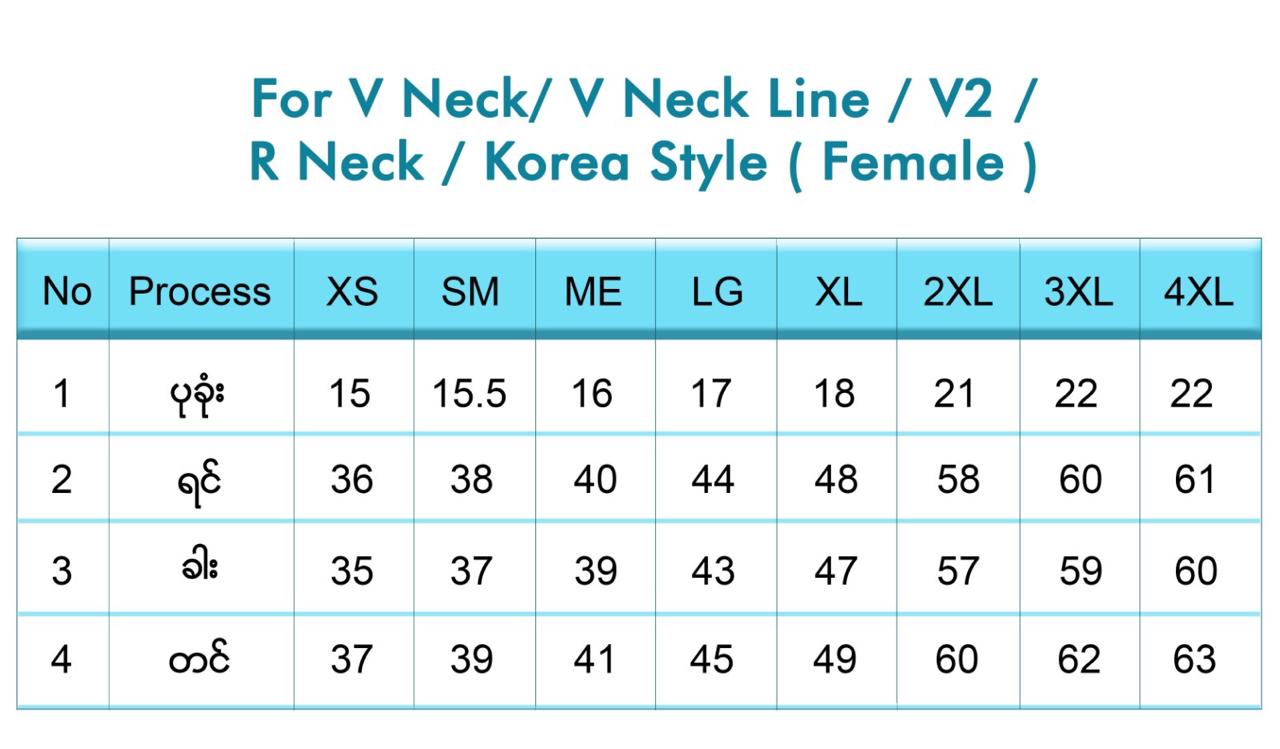 For V Neck/ V Neck Line / V2 /
R Neck / Korea Style ( Female )
No Process XS SM ME LG XL 2XL 3XL 4XL
1 ပုခုံး 15 15.5 16 17 18 21 22 22
2 ရင် 36 38 40 44 48 58 60 61
3 ခါး 35 37 39 43 47 57 59 60
4 တင် 37 39 41 45 49 60 62 63